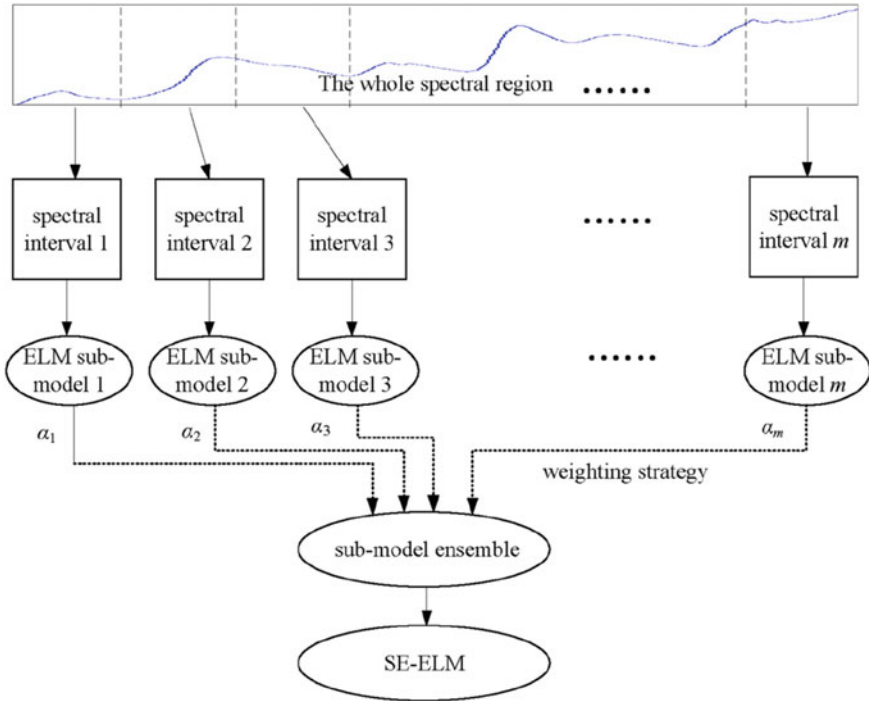 The whole spectral region
......
spectral
interval 1
spectral
interval 2
spectral
interval 3
......
spectral
interval m
ELM sub-
model 1
ELM sub-
model 2
ELM sub-
model 3
......
ELM sub-
model m
α1
α2
α3
αm
weighting strategy
sub-model ensemble
SE-ELM